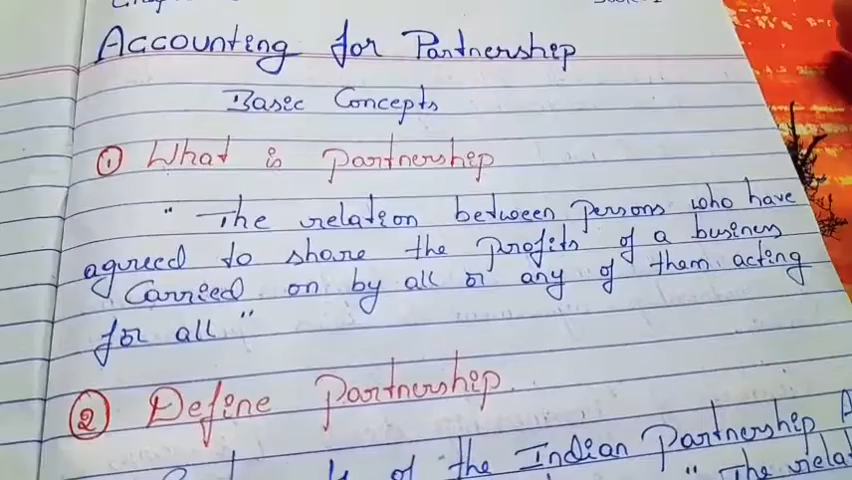 Accounting for Partnership
Basic Concepts
① What is partnership
" The relation between persons who have
agreed to share the profits of a business
Carried on by all or any of them acting
for all "
② Define partnership
of the Indian Partnership
" The rela